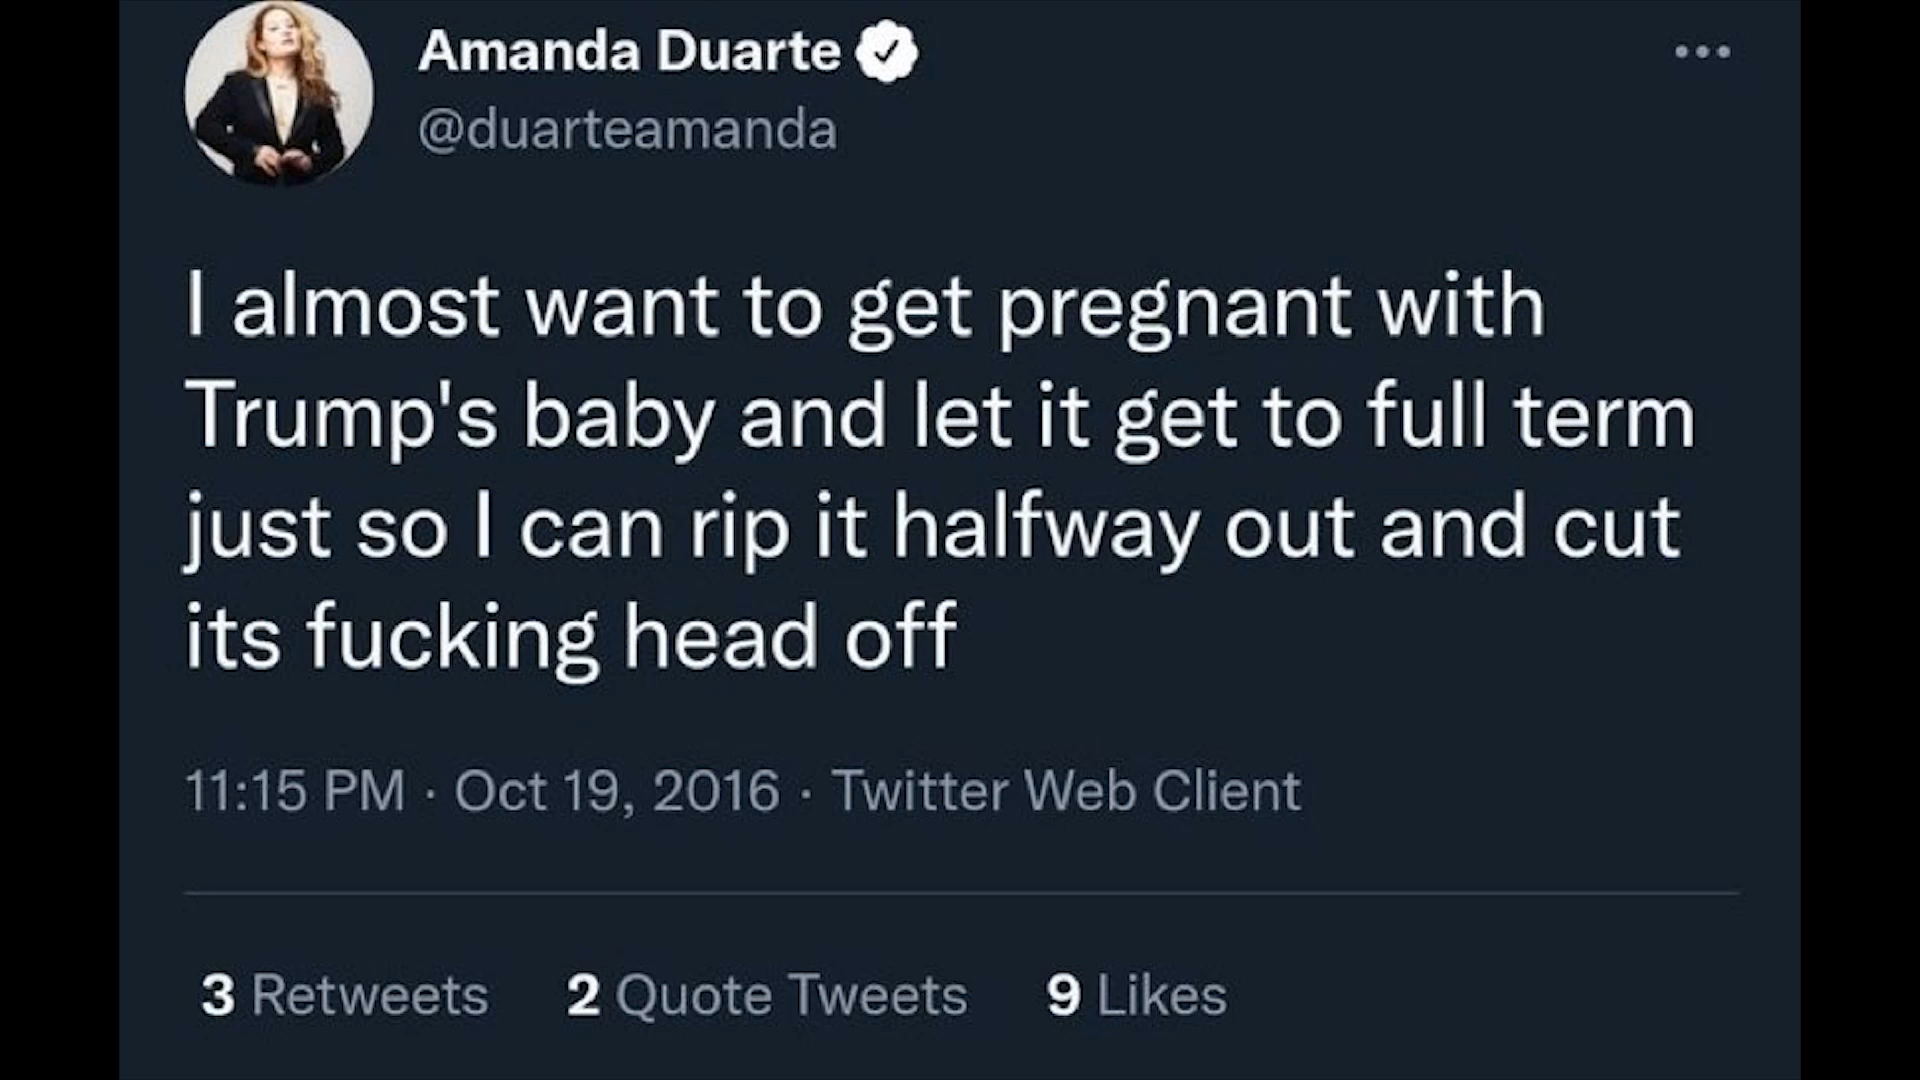 Amanda Duarte
@duarteamanda
I almost want to get pregnant with
Trump's baby and let it get to full term
just so I can rip it halfway out and cut
its fucking head off
11:15 PM · Oct 19, 2016 · Twitter Web Client
3 Retweets 2 Quote Tweets 9 Likes